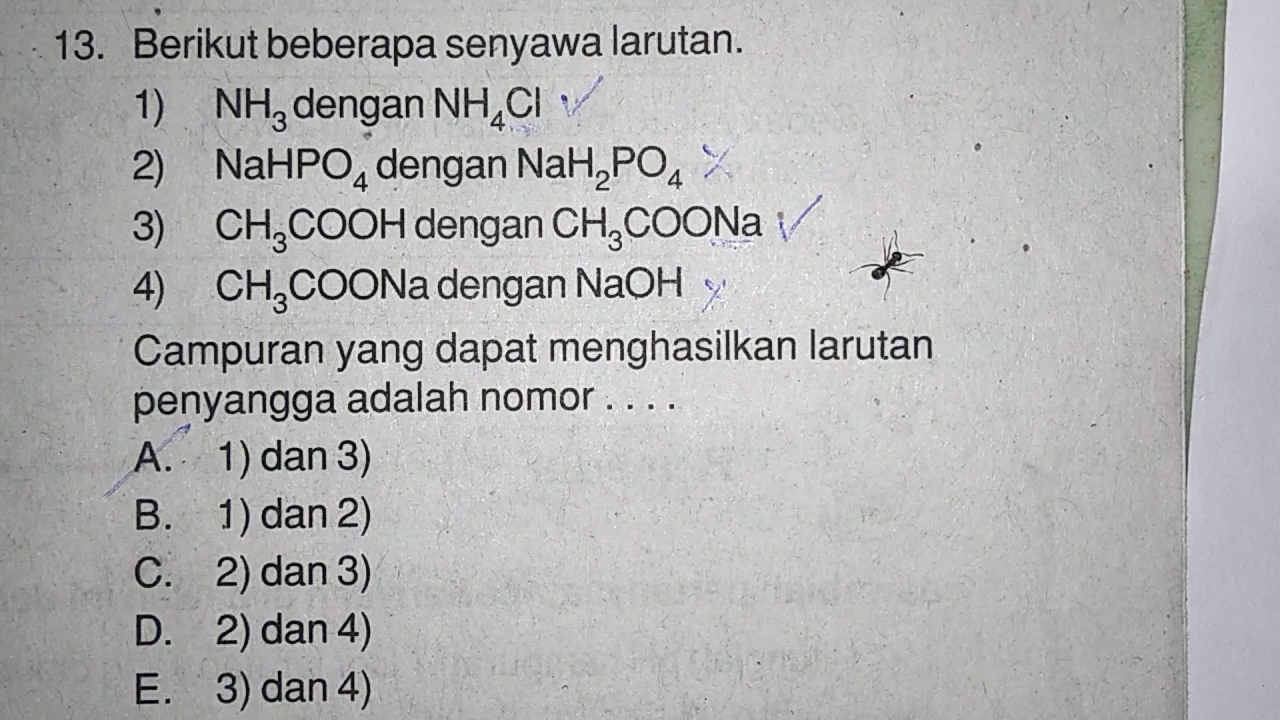 13. Berikut beberapa senyawa larutan.
1) NH₃ dengan NH₄Cl ✓
2) NaHPO₄ dengan NaH₂PO₄ ✗
3) CH₃COOH dengan CH₃COONa ✓
4) CH₃COONa dengan NaOH ✗
Campuran yang dapat menghasilkan larutan
penyangga adalah nomor . . . .
A. 1) dan 3)
B. 1) dan 2)
C. 2) dan 3)
D. 2) dan 4)
E. 3) dan 4)